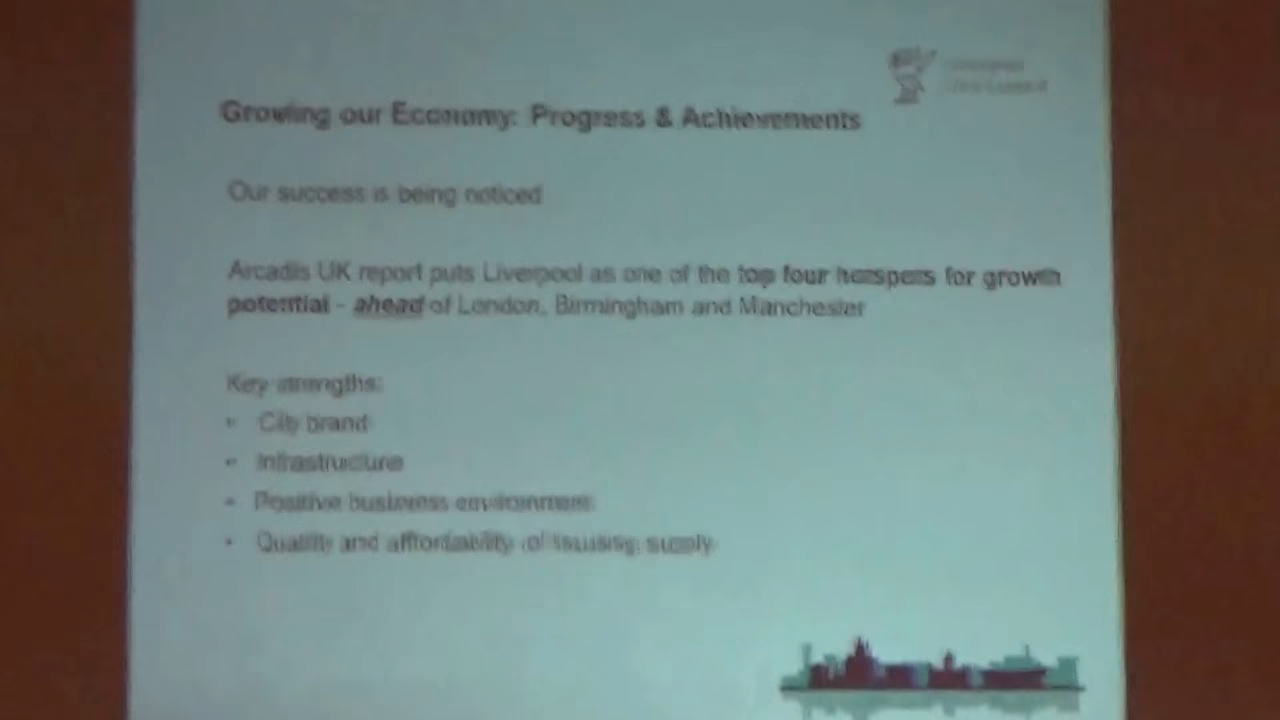 Growing our Economy: Progress & Achievements
Our success is being noticed
Arcadis UK report puts Liverpool as one of the top four hotspots for growth
potential - ahead of London, Birmingham and Manchester
Key strengths:
• City brand
• Infrastructure
• Positive business environment
• Quality and affordability of housing supply